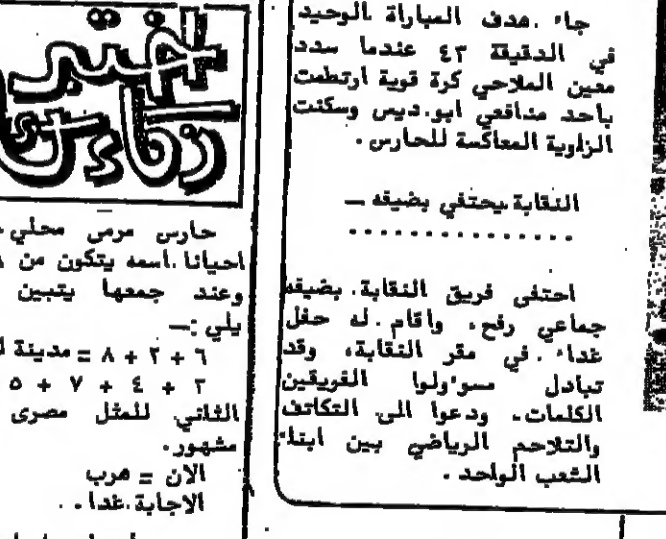 جاء هدف المباراة الوحيد
في الدقيقة ٤٣ عندما سدد
معين الملاحي كرة قوية ارتطمت
باحد مدافعي ابو ديس وسكنت
الزاوية المعاكسة للحارس .
النقابة يحتفي بضيفه —
...............
احتفى فريق النقابة بضيفه
جماعي رفح، واقام له حفل
غداء في مقر النقابة، وقد
تبادل مسوءولوا الفريقين
الكلمات، ودعوا الى التكاتف
والتلاحم الرياضي بين ابناء
الشعب الواحد .
اختبر
ذكاءك
حارس مرمى محلي
احيانا اسمه يتكون من
وعند جمعها يتبين
يلي :—
٦ + ٢ + ٨ = مدينة
٢ + ٤ + ٧ + ٥
الثاني للمثل مصرى
مشهور .
الان = هرب
الاجابة غدا . .